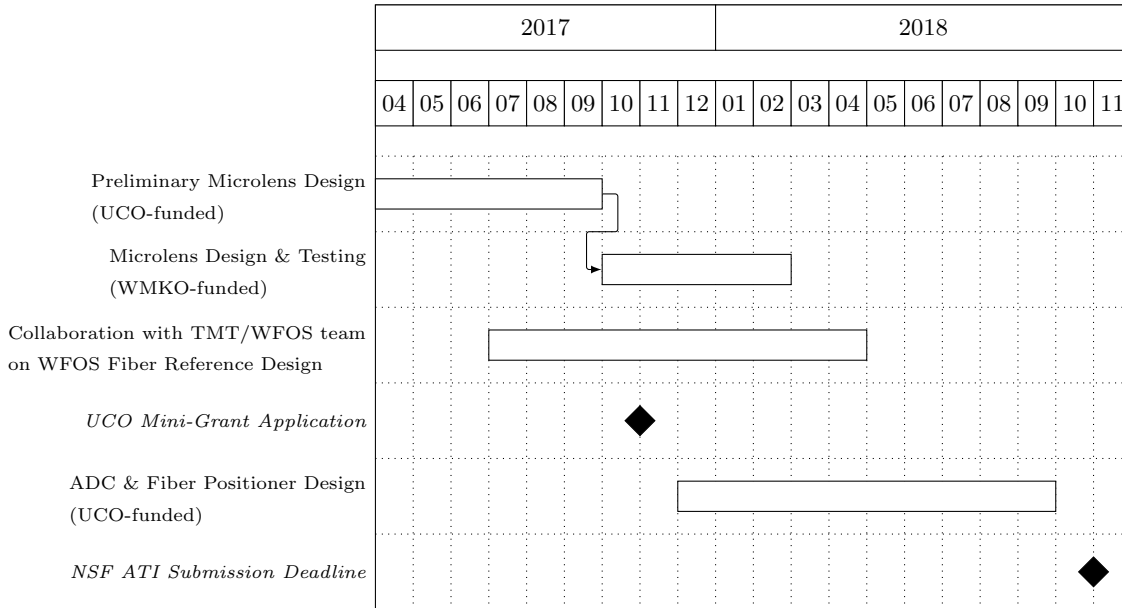 2017 2018
04 05 06 07 08 09 10 11 12 01 02 03 04 05 06 07 08 09 10 11
Preliminary Microlens Design
(UCO-funded)
Microlens Design & Testing
(WMKO-funded)
Collaboration with TMT/WFOS team
on WFOS Fiber Reference Design
UCO Mini-Grant Application
ADC & Fiber Positioner Design
(UCO-funded)
NSF ATI Submission Deadline